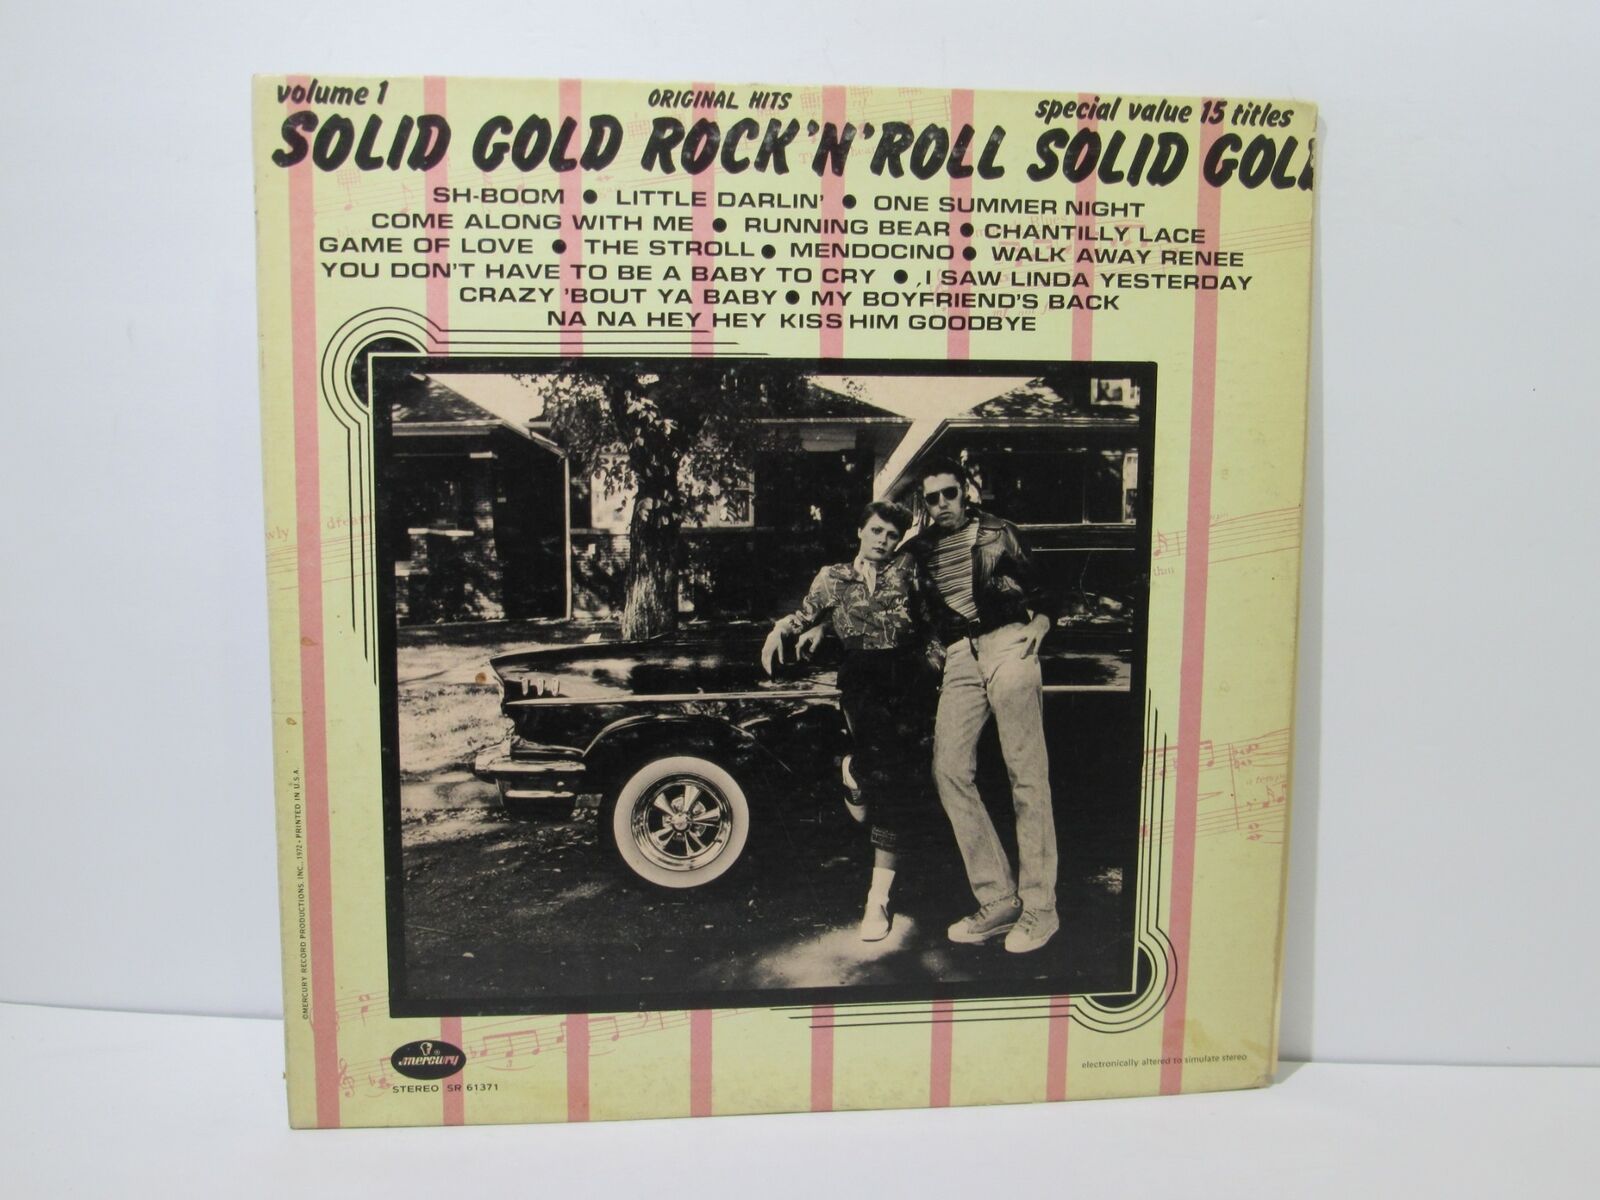 volume 1
ORIGINAL HITS
special value 15 titles
SOLID GOLD ROCK'N'ROLL SOLID GOL
SH-BOOM ● LITTLE DARLIN' ● ONE SUMMER NIGHT
COME ALONG WITH ME ● RUNNING BEAR ● CHANTILLY LACE
GAME OF LOVE ● THE STROLL ● MENDOCINO ● WALK AWAY RENEE
YOU DON'T HAVE TO BE A BABY TO CRY ● I SAW LINDA YESTERDAY
CRAZY 'BOUT YA BABY ● MY BOYFRIEND'S BACK
NA NA HEY HEY KISS HIM GOODBYE
©MERCURY RECORD PRODUCTIONS, INC., 1972 • PRINTED IN U.S.A.
mercury
STEREO SR 61371
electronically altered to simulate stereo